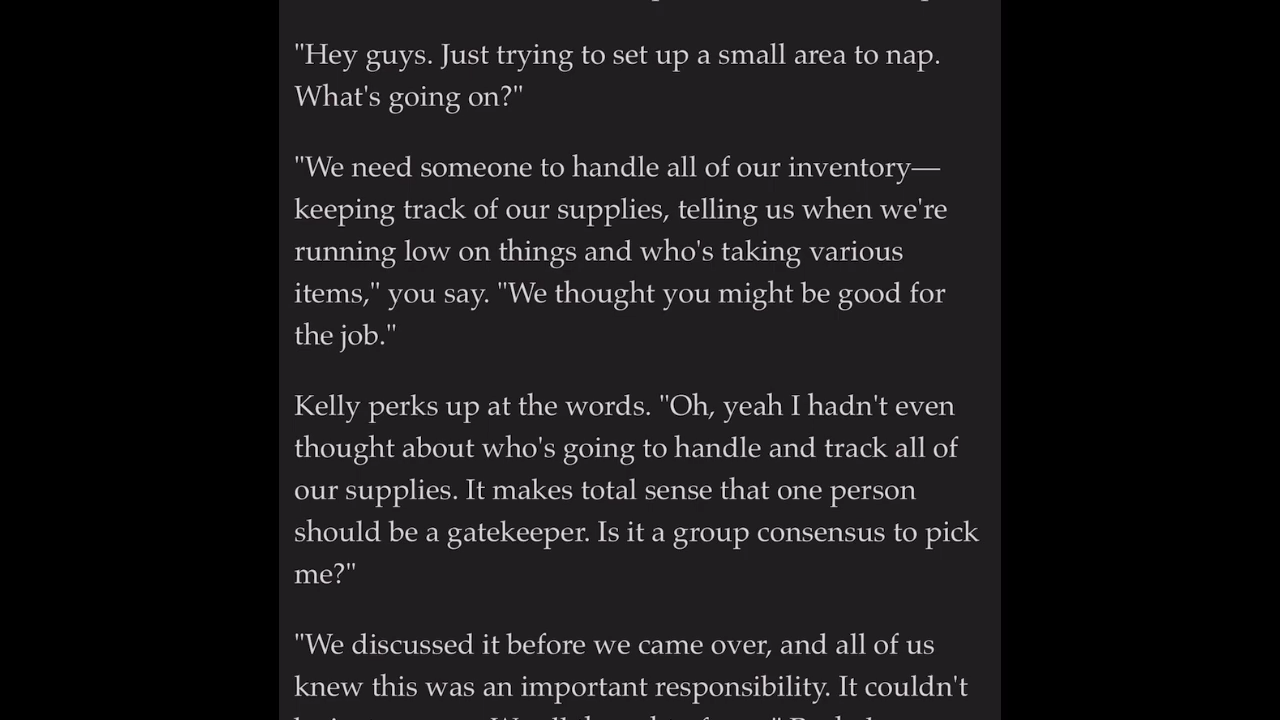 "Hey guys. Just trying to set up a small area to nap.
What's going on?"
"We need someone to handle all of our inventory—
keeping track of our supplies, telling us when we're
running low on things and who's taking various
items," you say. "We thought you might be good for
the job."
Kelly perks up at the words. "Oh, yeah I hadn't even
thought about who's going to handle and track all of
our supplies. It makes total sense that one person
should be a gatekeeper. Is it a group consensus to pick
me?"
"We discussed it before we came over, and all of us
knew this was an important responsibility. It couldn't